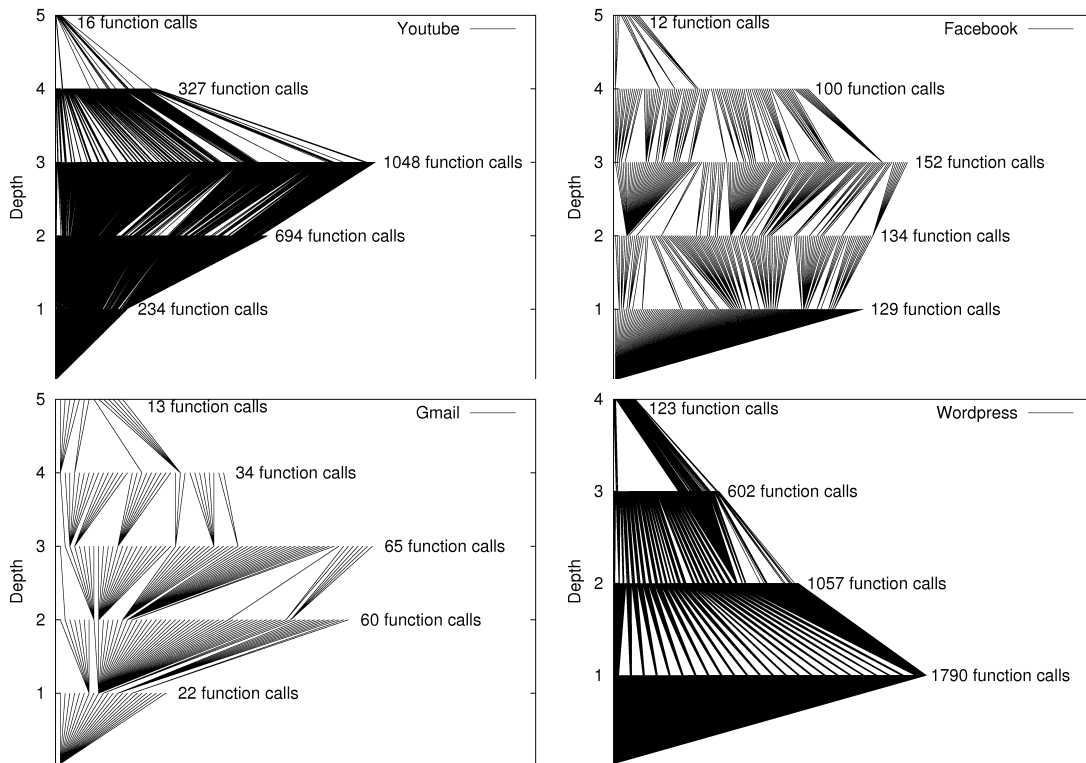 5
16 function calls
Youtube
4
327 function calls
3
1048 function calls
Depth
2
694 function calls
1
234 function calls
5
12 function calls
Facebook
4
100 function calls
3
152 function calls
Depth
2
134 function calls
1
129 function calls
5
13 function calls
Gmail
4
34 function calls
3
65 function calls
Depth
2
60 function calls
1
22 function calls
4
123 function calls
Wordpress
3
602 function calls
Depth
2
1057 function calls
1
1790 function calls